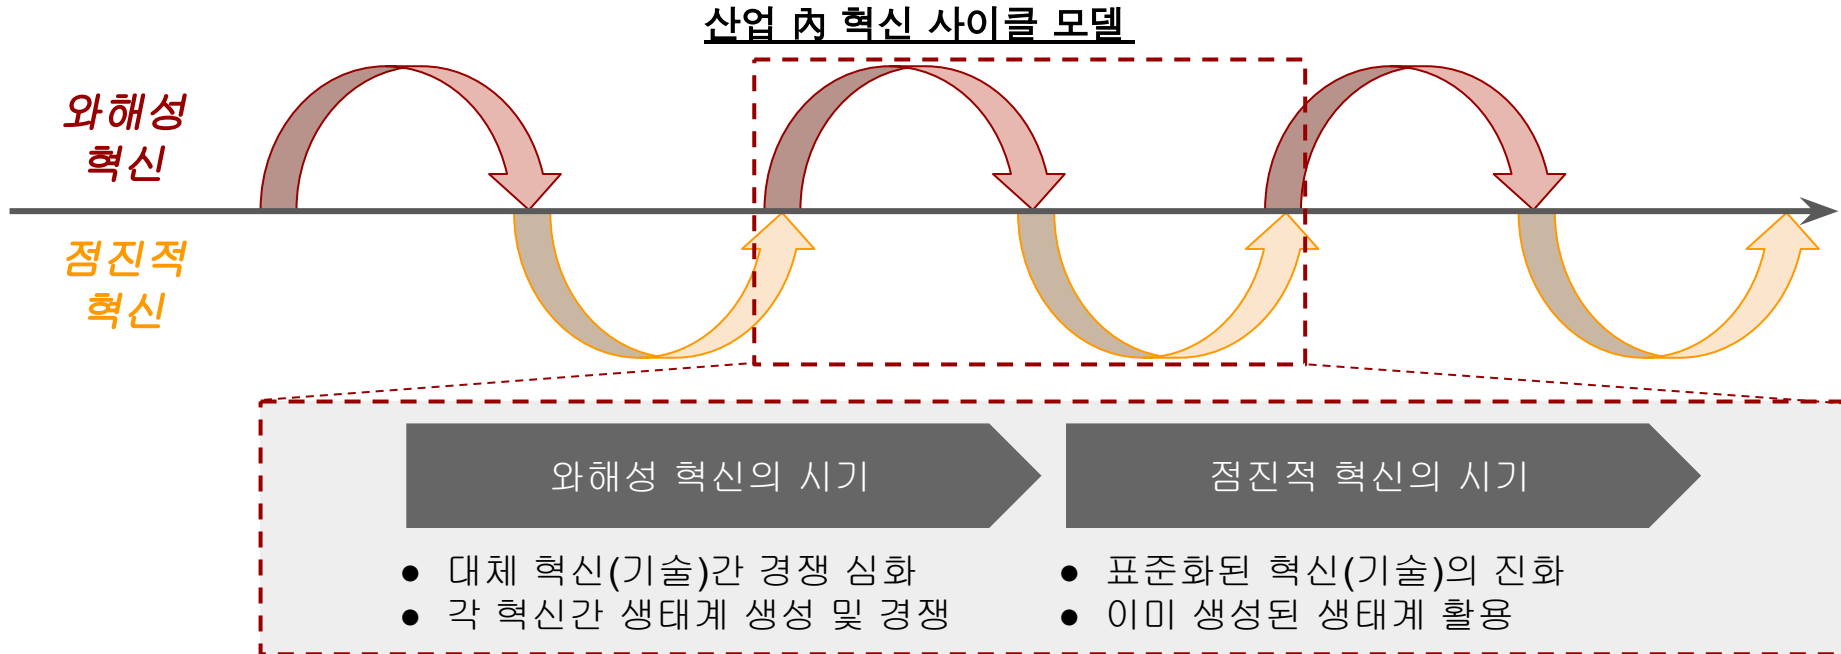 산업 內 혁신 사이클 모델
와해성
혁신
점진적
혁신
와해성 혁신의 시기
점진적 혁신의 시기
● 대체 혁신(기술)간 경쟁 심화
● 각 혁신간 생태계 생성 및 경쟁
● 표준화된 혁신(기술)의 진화
● 이미 생성된 생태계 활용